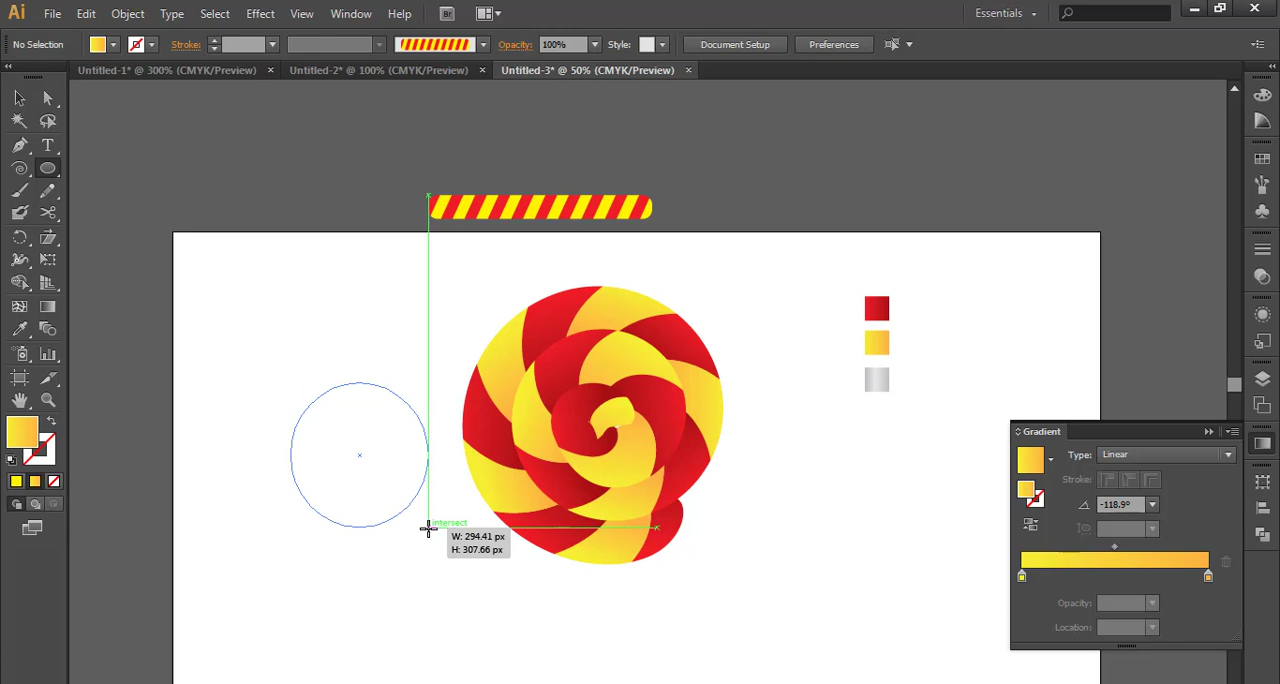 Ai File Edit Object Type Select Effect View Window Help Br Essentials
No Selection Stroke: Opacity: 100% Style: Document Setup Preferences
Untitled-1* @ 300% (CMYK/Preview) × Untitled-2* @ 100% (CMYK/Preview) × Untitled-3* @ 50% (CMYK/Preview) ×
intersect
W: 294.41 px
H: 307.66 px
Gradient
Type: Linear
Stroke:
-118.9°
Opacity:
Location: